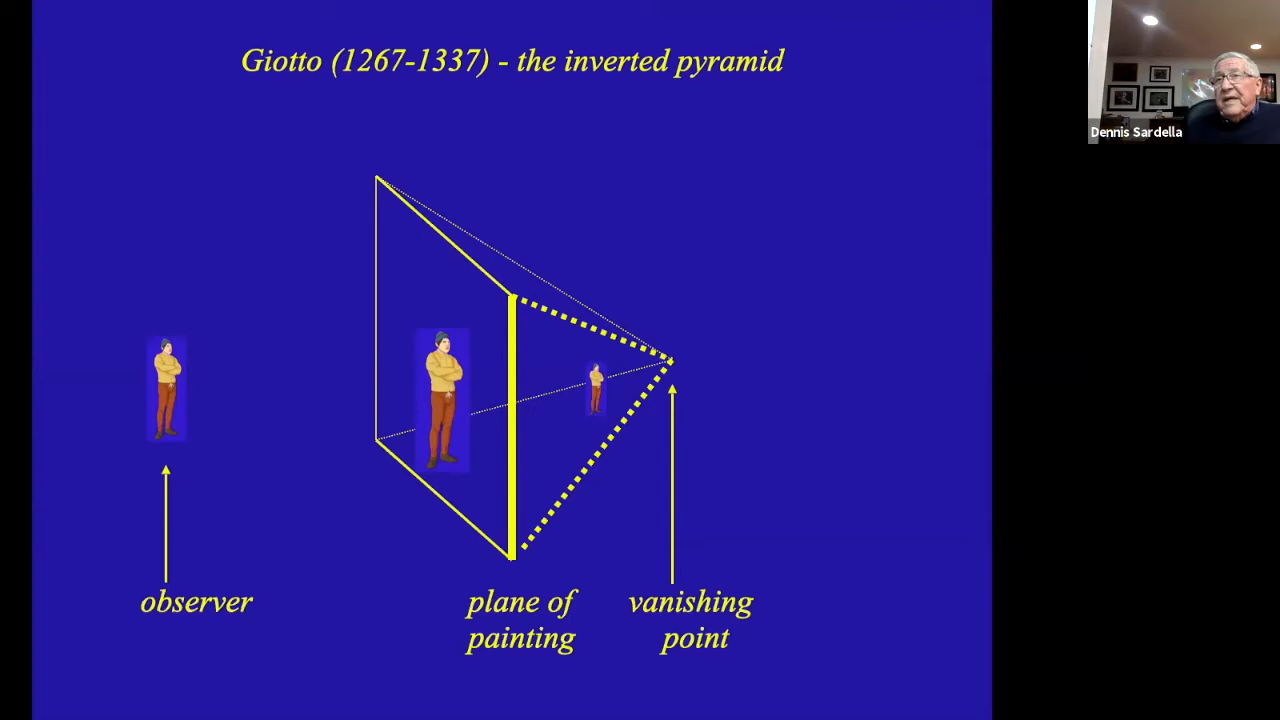 Giotto (1267-1337) - the inverted pyramid
Dennis Sardella
observer
plane of
painting
vanishing
point